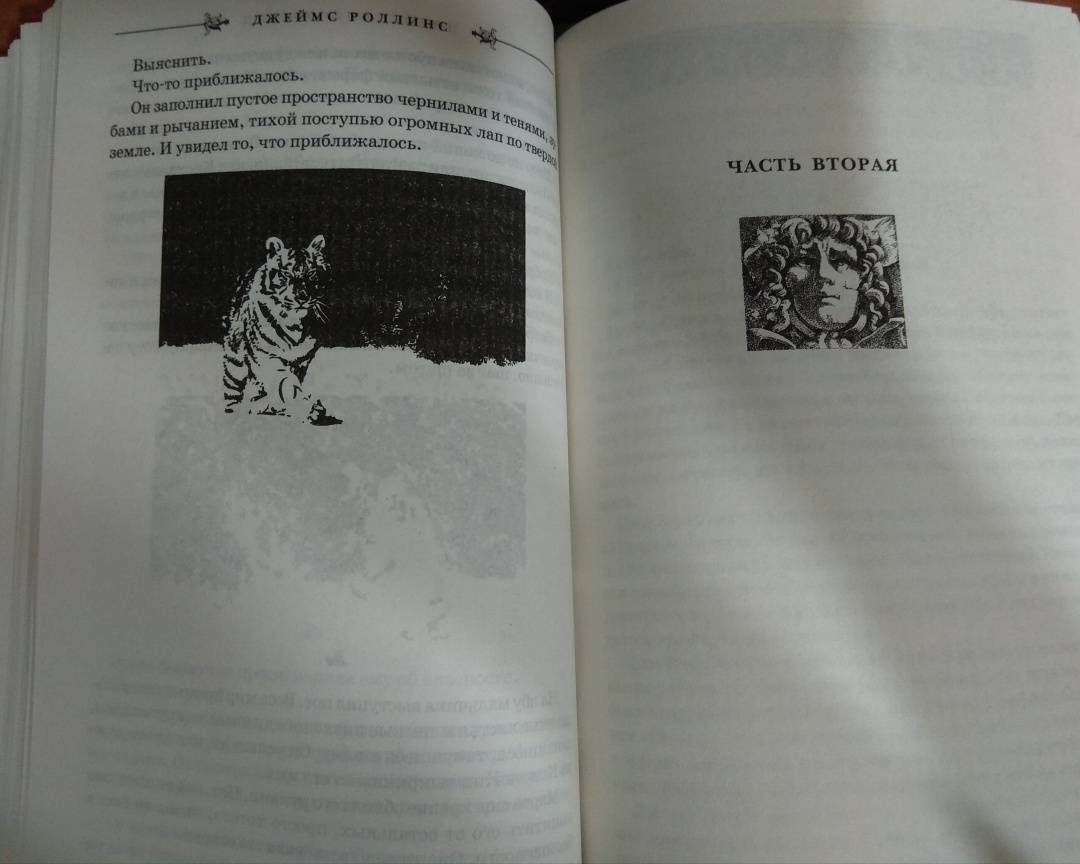 ДЖЕЙМС РОЛЛИНС
Выяснить.
Что-то приближалось.
Он заполнил пустое пространство чернилами и тенями, зу-
бами и рычанием, тихой поступью огромных лап по твердой
земле. И увидел то, что приближалось.
ЧАСТЬ ВТОРАЯ